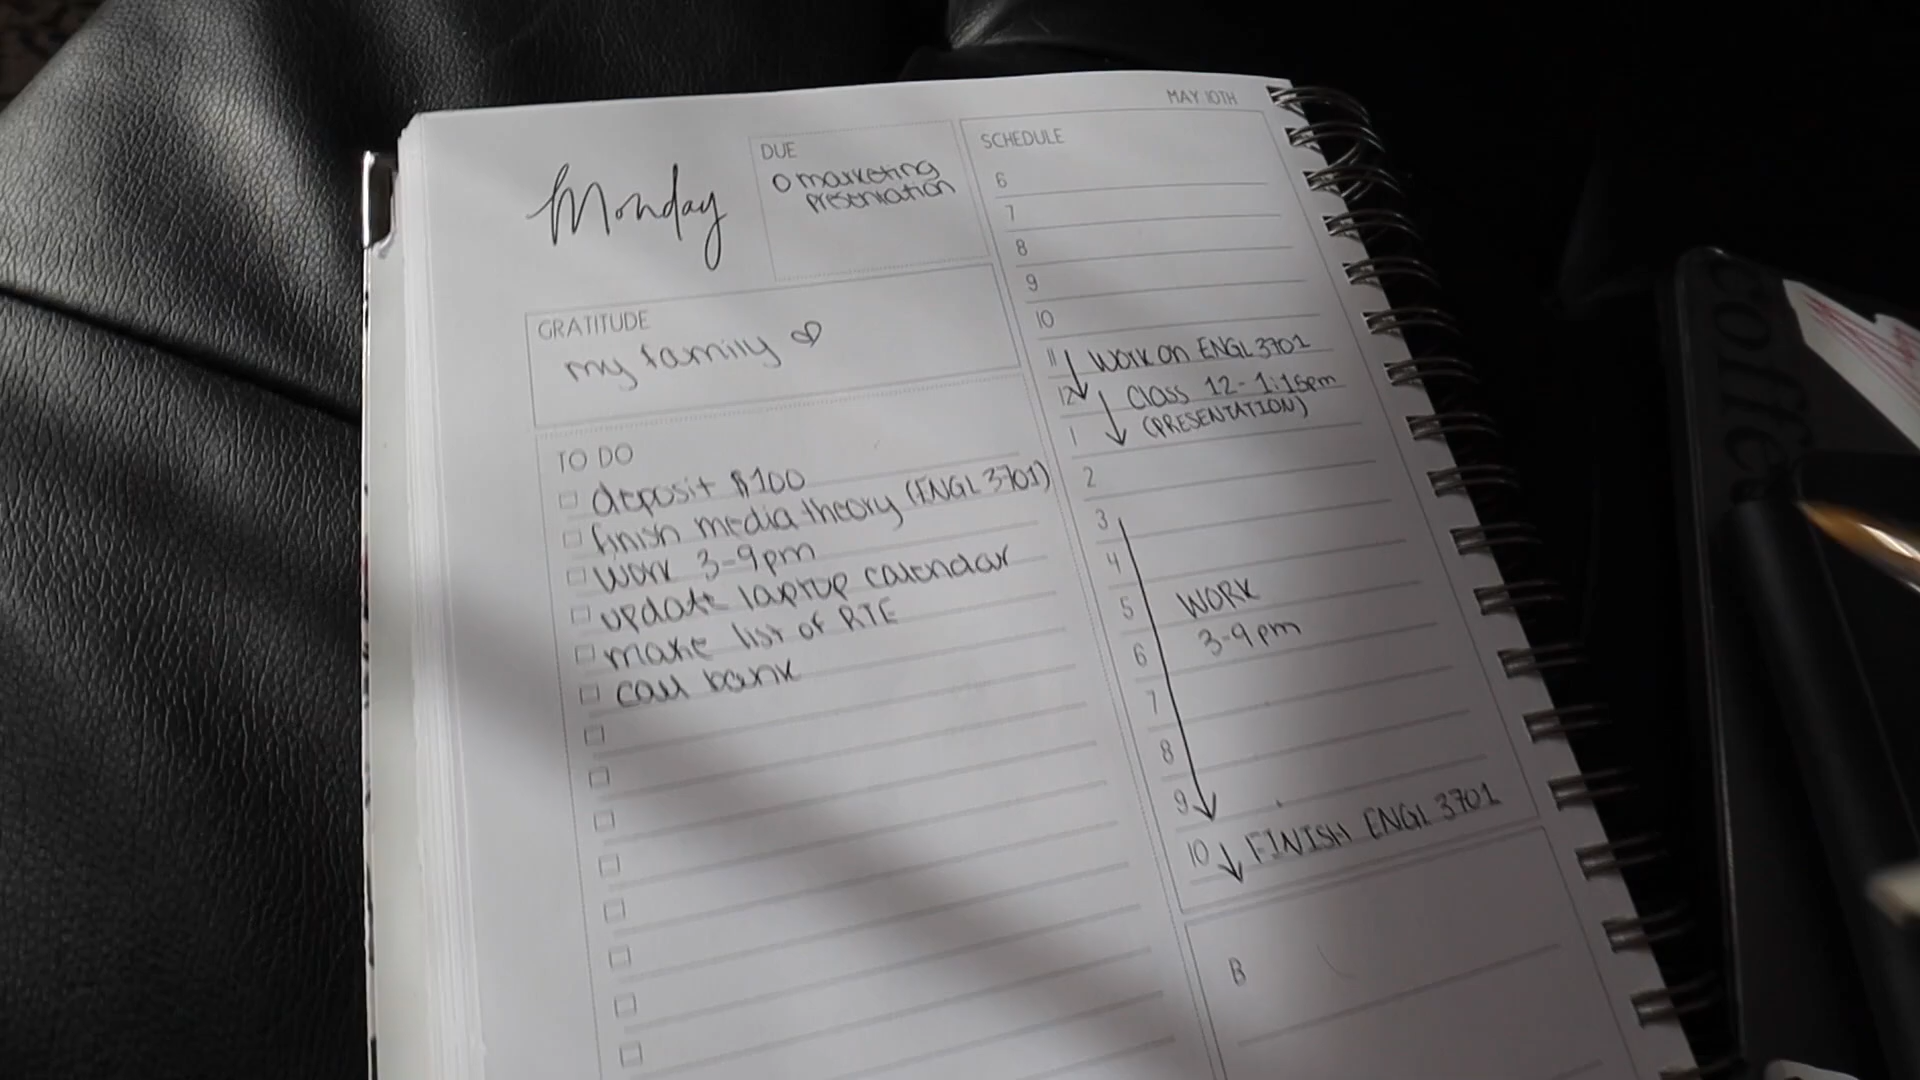 MAY 10TH
Monday
DUE
O marketing
presentation
GRATITUDE
my family
TO DO
deposit $100
finish media theory (ENGL 3701)
work 3-9pm
update laptop calendar
make list of RTE
call bank
SCHEDULE
6
7
8
9
10
11 Work on ENGL 3701
12 Class 12-1:15pm
(PRESENTATION)
1
2
3
4
5 WORK
3-9pm
6
7
8
9
10 FINISH ENGL 3701
B
coffee